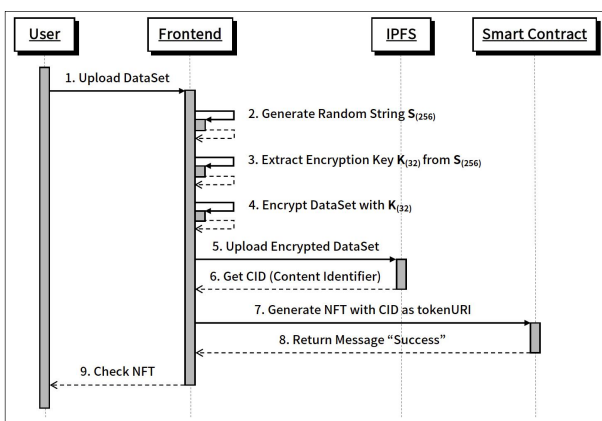 User
Frontend
IPFS
Smart Contract
1. Upload DataSet
2. Generate Random String S(256)
3. Extract Encryption Key K(32) from S(256)
4. Encrypt DataSet with K(32)
5. Upload Encrypted DataSet
6. Get CID (Content Identifier)
7. Generate NFT with CID as tokenURI
8. Return Message “Success”
9. Check NFT